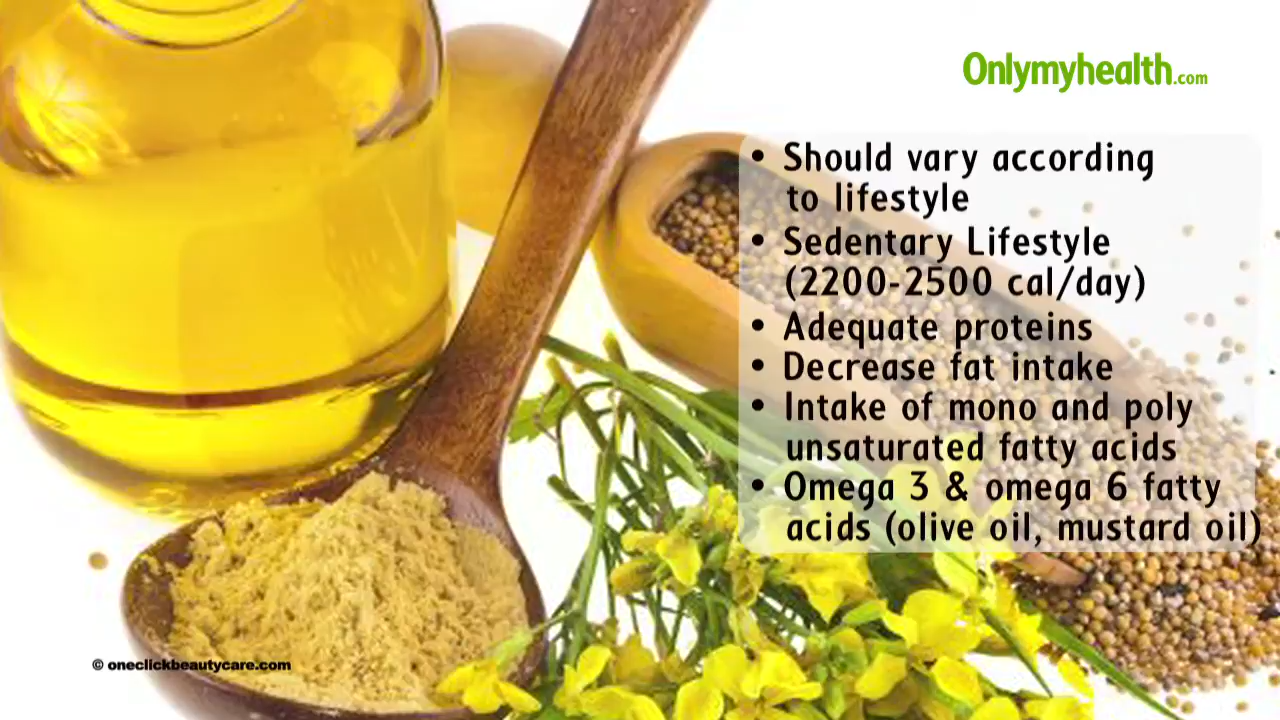 Onlymyhealth.com
• Should vary according
to lifestyle
• Sedentary Lifestyle
(2200-2500 cal/day)
• Adequate proteins
• Decrease fat intake
• Intake of mono and poly
unsaturated fatty acids
• Omega 3 & omega 6 fatty
acids (olive oil, mustard oil)
© oneclickbeautycare.com